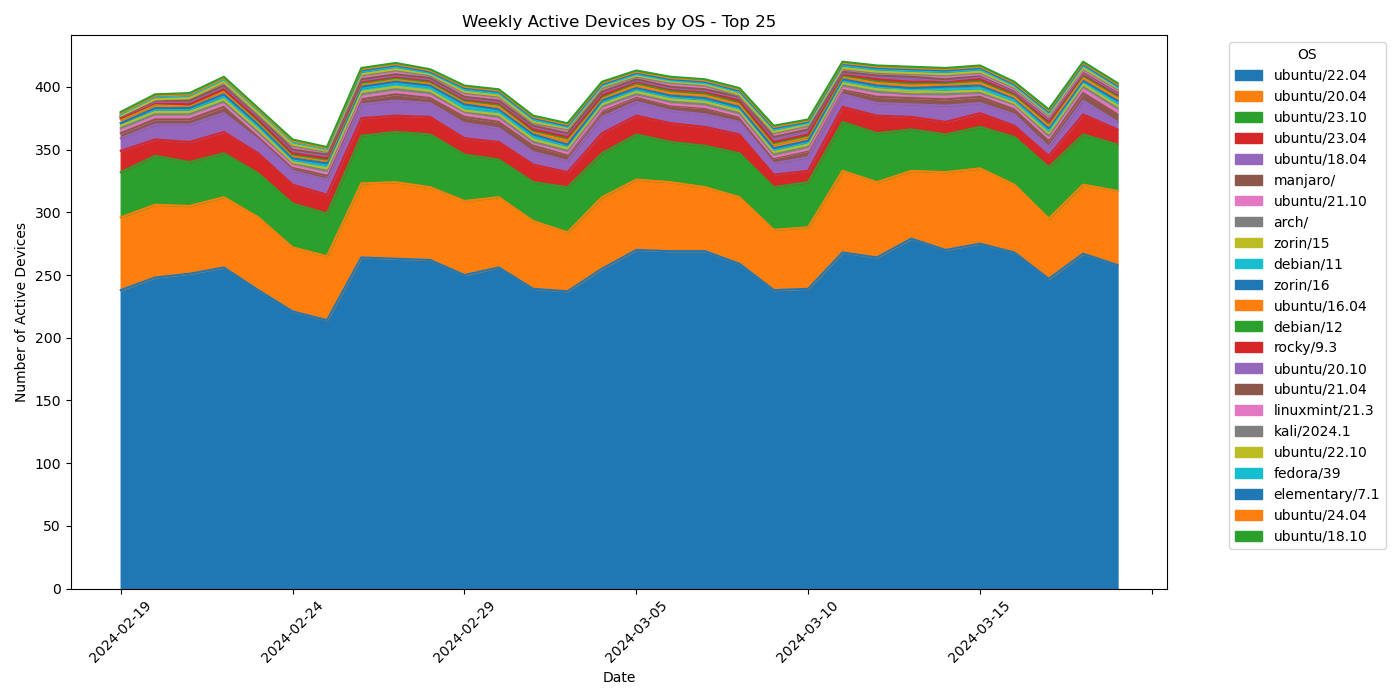 Weekly Active Devices by OS - Top 25
Number of Active Devices
400
350
300
250
200
150
100
50
0
2024-02-19
2024-02-24
2024-02-29
2024-03-05
2024-03-10
2024-03-15
Date
OS
ubuntu/22.04
ubuntu/20.04
ubuntu/23.10
ubuntu/23.04
ubuntu/18.04
manjaro/
ubuntu/21.10
arch/
zorin/15
debian/11
zorin/16
ubuntu/16.04
debian/12
rocky/9.3
ubuntu/20.10
ubuntu/21.04
linuxmint/21.3
kali/2024.1
ubuntu/22.10
fedora/39
elementary/7.1
ubuntu/24.04
ubuntu/18.10